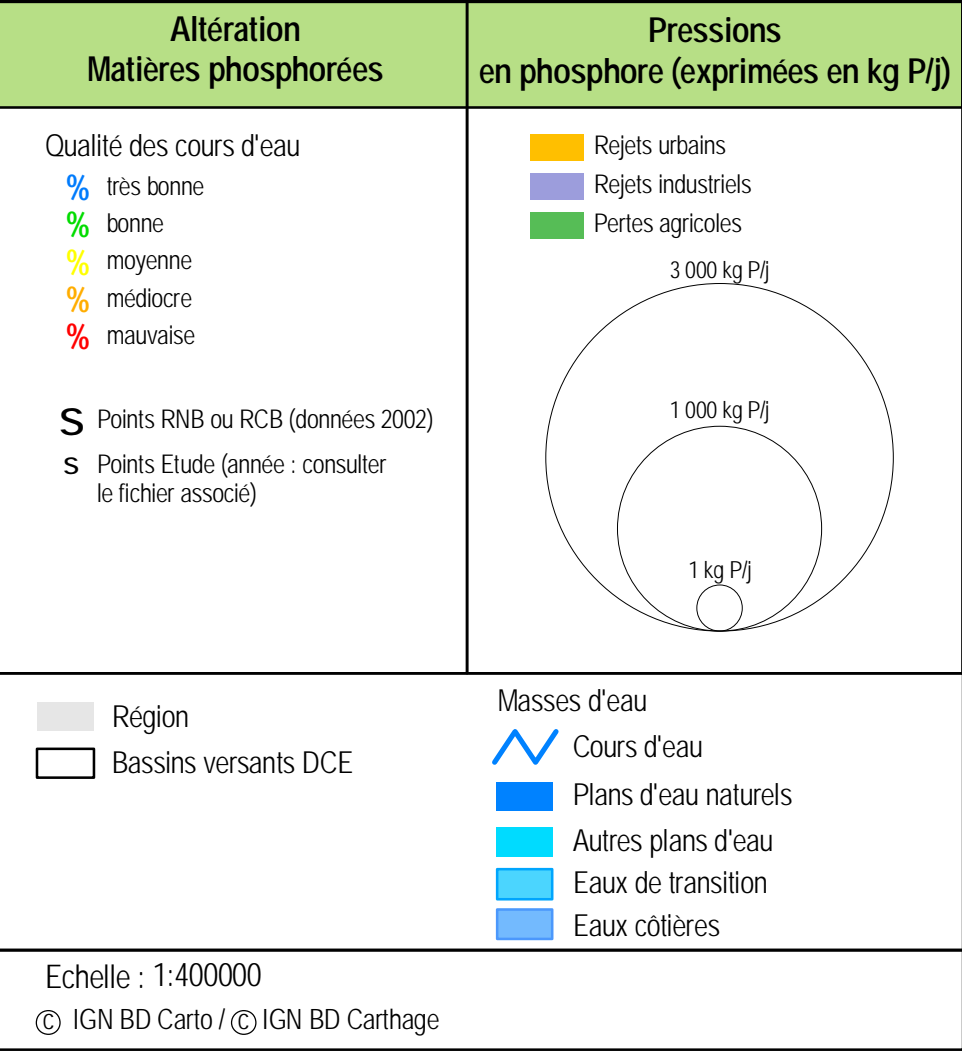 Altération
Matières phosphorées
Pressions
en phosphore (exprimées en kg P/j)
Qualité des cours d'eau
% très bonne
% bonne
% moyenne
% médiocre
% mauvaise
S Points RNB ou RCB (données 2002)
s Points Etude (année : consulter
le fichier associé)
Rejets urbains
Rejets industriels
Pertes agricoles
3 000 kg P/j
1 000 kg P/j
1 kg P/j
Région
Bassins versants DCE
Masses d'eau
Cours d'eau
Plans d'eau naturels
Autres plans d'eau
Eaux de transition
Eaux côtières
Echelle : 1:400000
© IGN BD Carto / © IGN BD Carthage